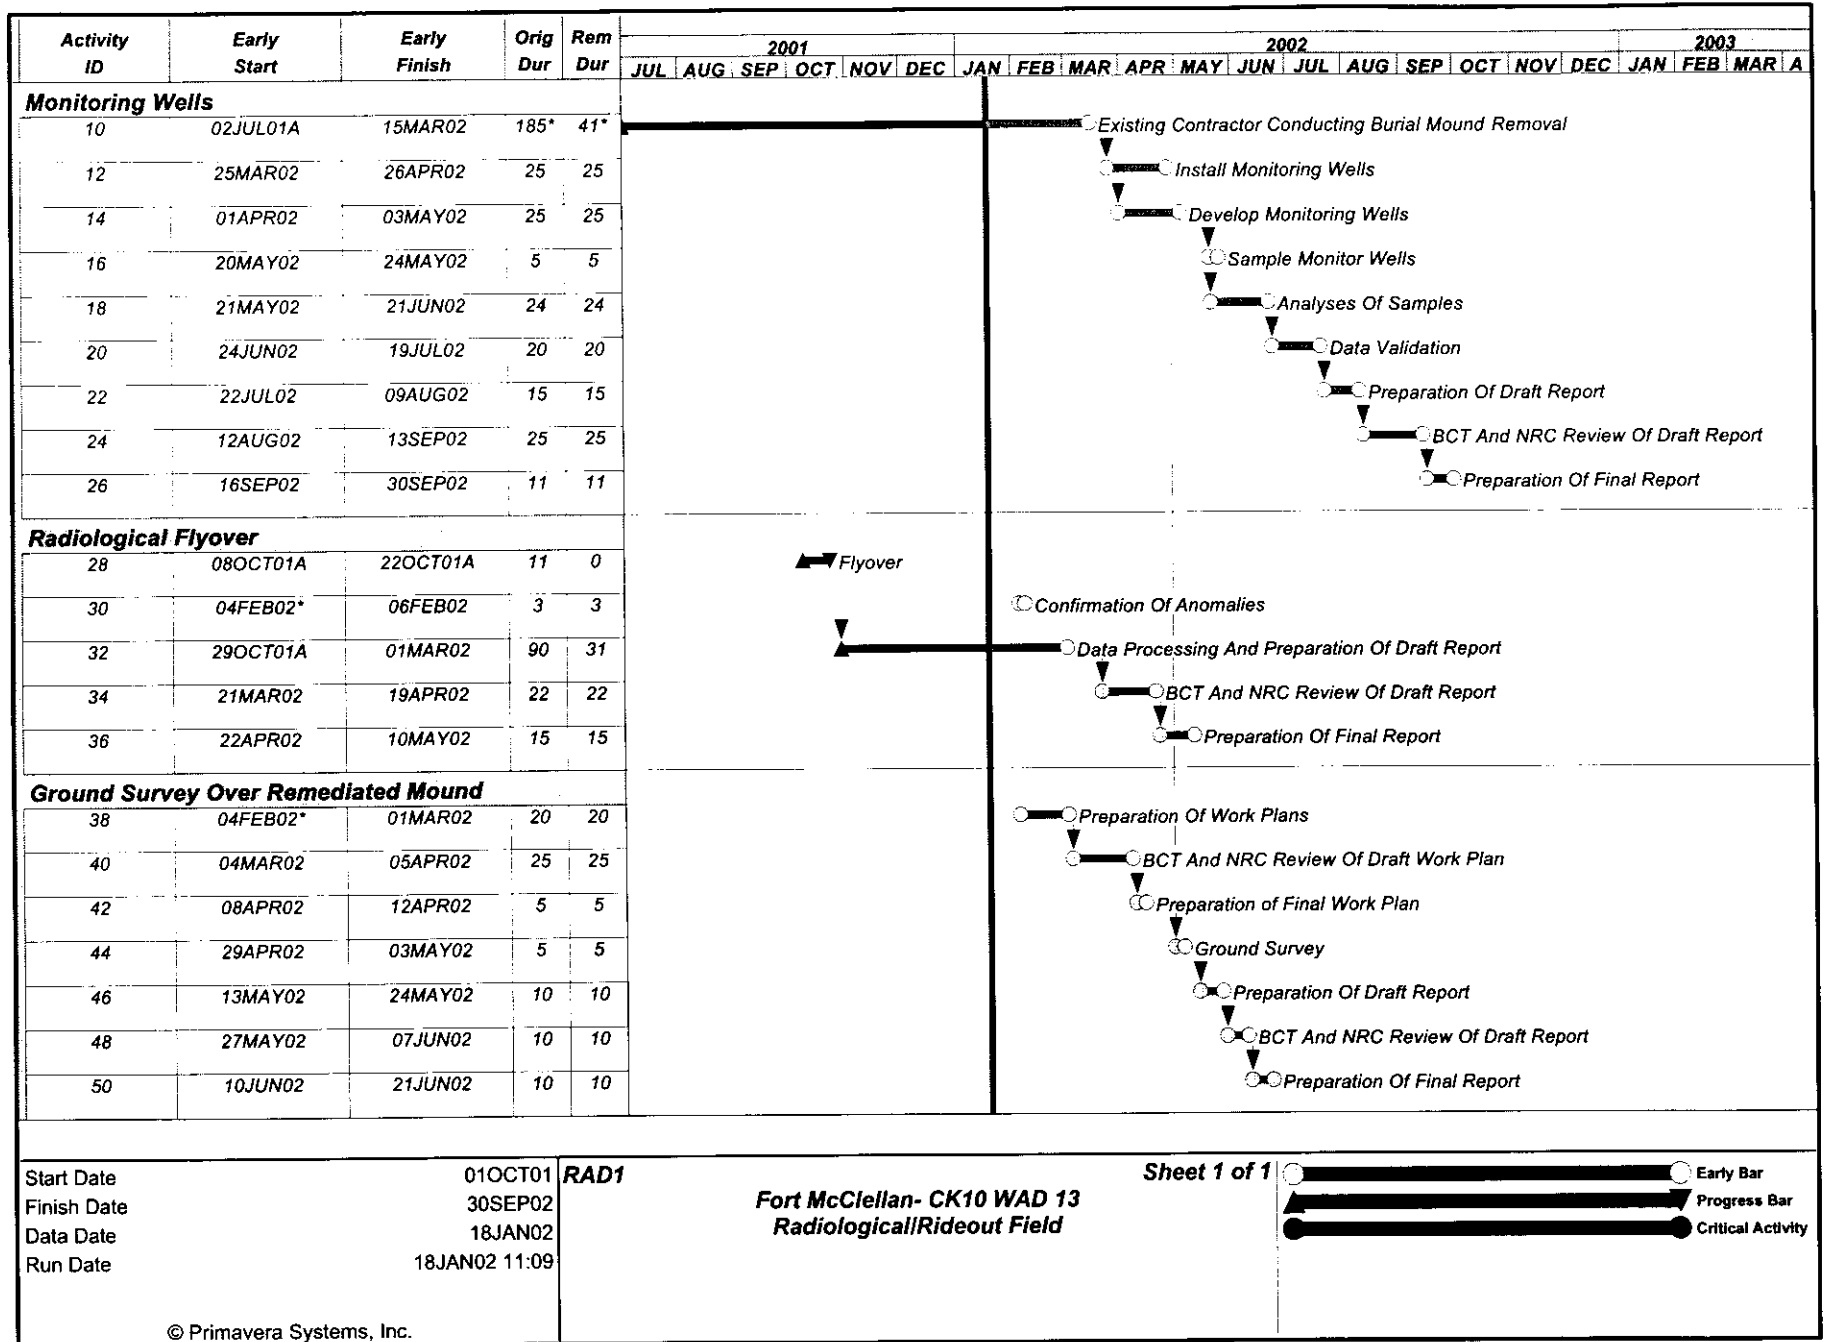 Activity ID Early Start Early Finish Orig Dur Rem Dur
2001 2002 2003
JUL AUG SEP OCT NOV DEC JAN FEB MAR APR MAY JUN JUL AUG SEP OCT NOV DEC JAN FEB MAR A
Monitoring Wells
10 02JUL01A 15MAR02 185* 41* Existing Contractor Conducting Burial Mound Removal
12 25MAR02 26APR02 25 25 Install Monitoring Wells
14 01APR02 03MAY02 25 25 Develop Monitoring Wells
16 20MAY02 24MAY02 5 5 Sample Monitor Wells
18 21MAY02 21JUN02 24 24 Analyses Of Samples
20 24JUN02 19JUL02 20 20 Data Validation
22 22JUL02 09AUG02 15 15 Preparation Of Draft Report
24 12AUG02 13SEP02 25 25 BCT And NRC Review Of Draft Report
26 16SEP02 30SEP02 11 11 Preparation Of Final Report
Radiological Flyover
28 08OCT01A 22OCT01A 11 0 Flyover
30 04FEB02* 06FEB02 3 3 Confirmation Of Anomalies
32 29OCT01A 01MAR02 90 31 Data Processing And Preparation Of Draft Report
34 21MAR02 19APR02 22 22 BCT And NRC Review Of Draft Report
36 22APR02 10MAY02 15 15 Preparation Of Final Report
Ground Survey Over Remediated Mound
38 04FEB02* 01MAR02 20 20 Preparation Of Work Plans
40 04MAR02 05APR02 25 25 BCT And NRC Review Of Draft Work Plan
42 08APR02 12APR02 5 5 Preparation of Final Work Plan
44 29APR02 03MAY02 5 5 Ground Survey
46 13MAY02 24MAY02 10 10 Preparation Of Draft Report
48 27MAY02 07JUN02 10 10 BCT And NRC Review Of Draft Report
50 10JUN02 21JUN02 10 10 Preparation Of Final Report
Start Date 01OCT01
Finish Date 30SEP02
Data Date 18JAN02
Run Date 18JAN02 11:09
© Primavera Systems, Inc.
RAD1
Fort McClellan- CK10 WAD 13
Radiological/Rideout Field
Sheet 1 of 1
Early Bar
Progress Bar
Critical Activity